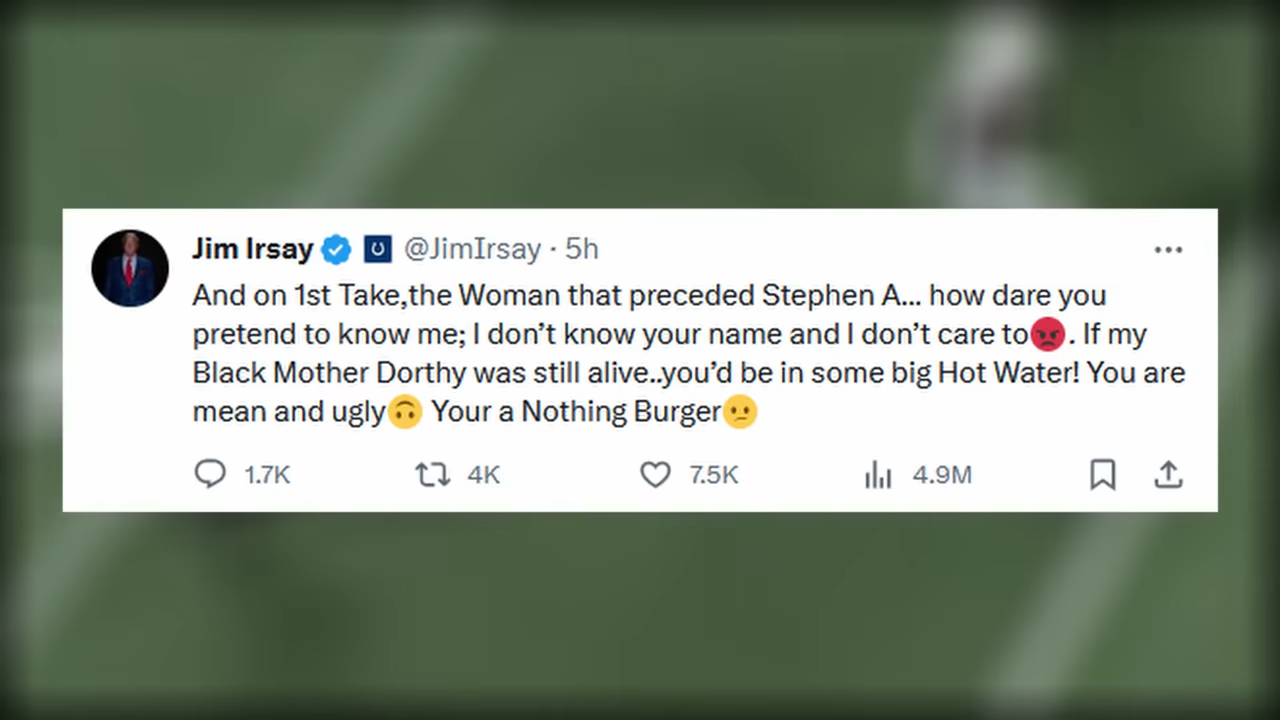 Jim Irsay @JimIrsay · 5h
And on 1st Take,the Woman that preceded Stephen A... how dare you
pretend to know me; I don’t know your name and I don’t care to😡. If my
Black Mother Dorthy was still alive..you’d be in some big Hot Water! You are
mean and ugly🙃 Your a Nothing Burger🫤
1.7K 4K 7.5K 4.9M